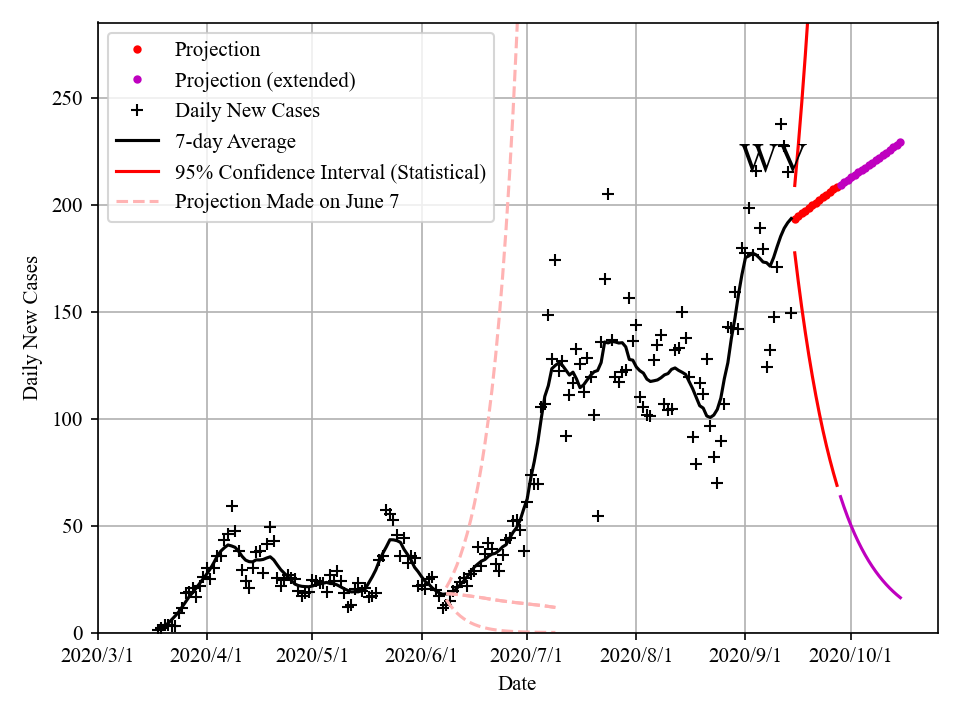 Projection
Projection (extended)
Daily New Cases
7-day Average
95% Confidence Interval (Statistical)
Projection Made on June 7
WV
250
200
150
100
50
0
Daily New Cases
2020/3/1 2020/4/1 2020/5/1 2020/6/1 2020/7/1 2020/8/1 2020/9/1 2020/10/1
Date